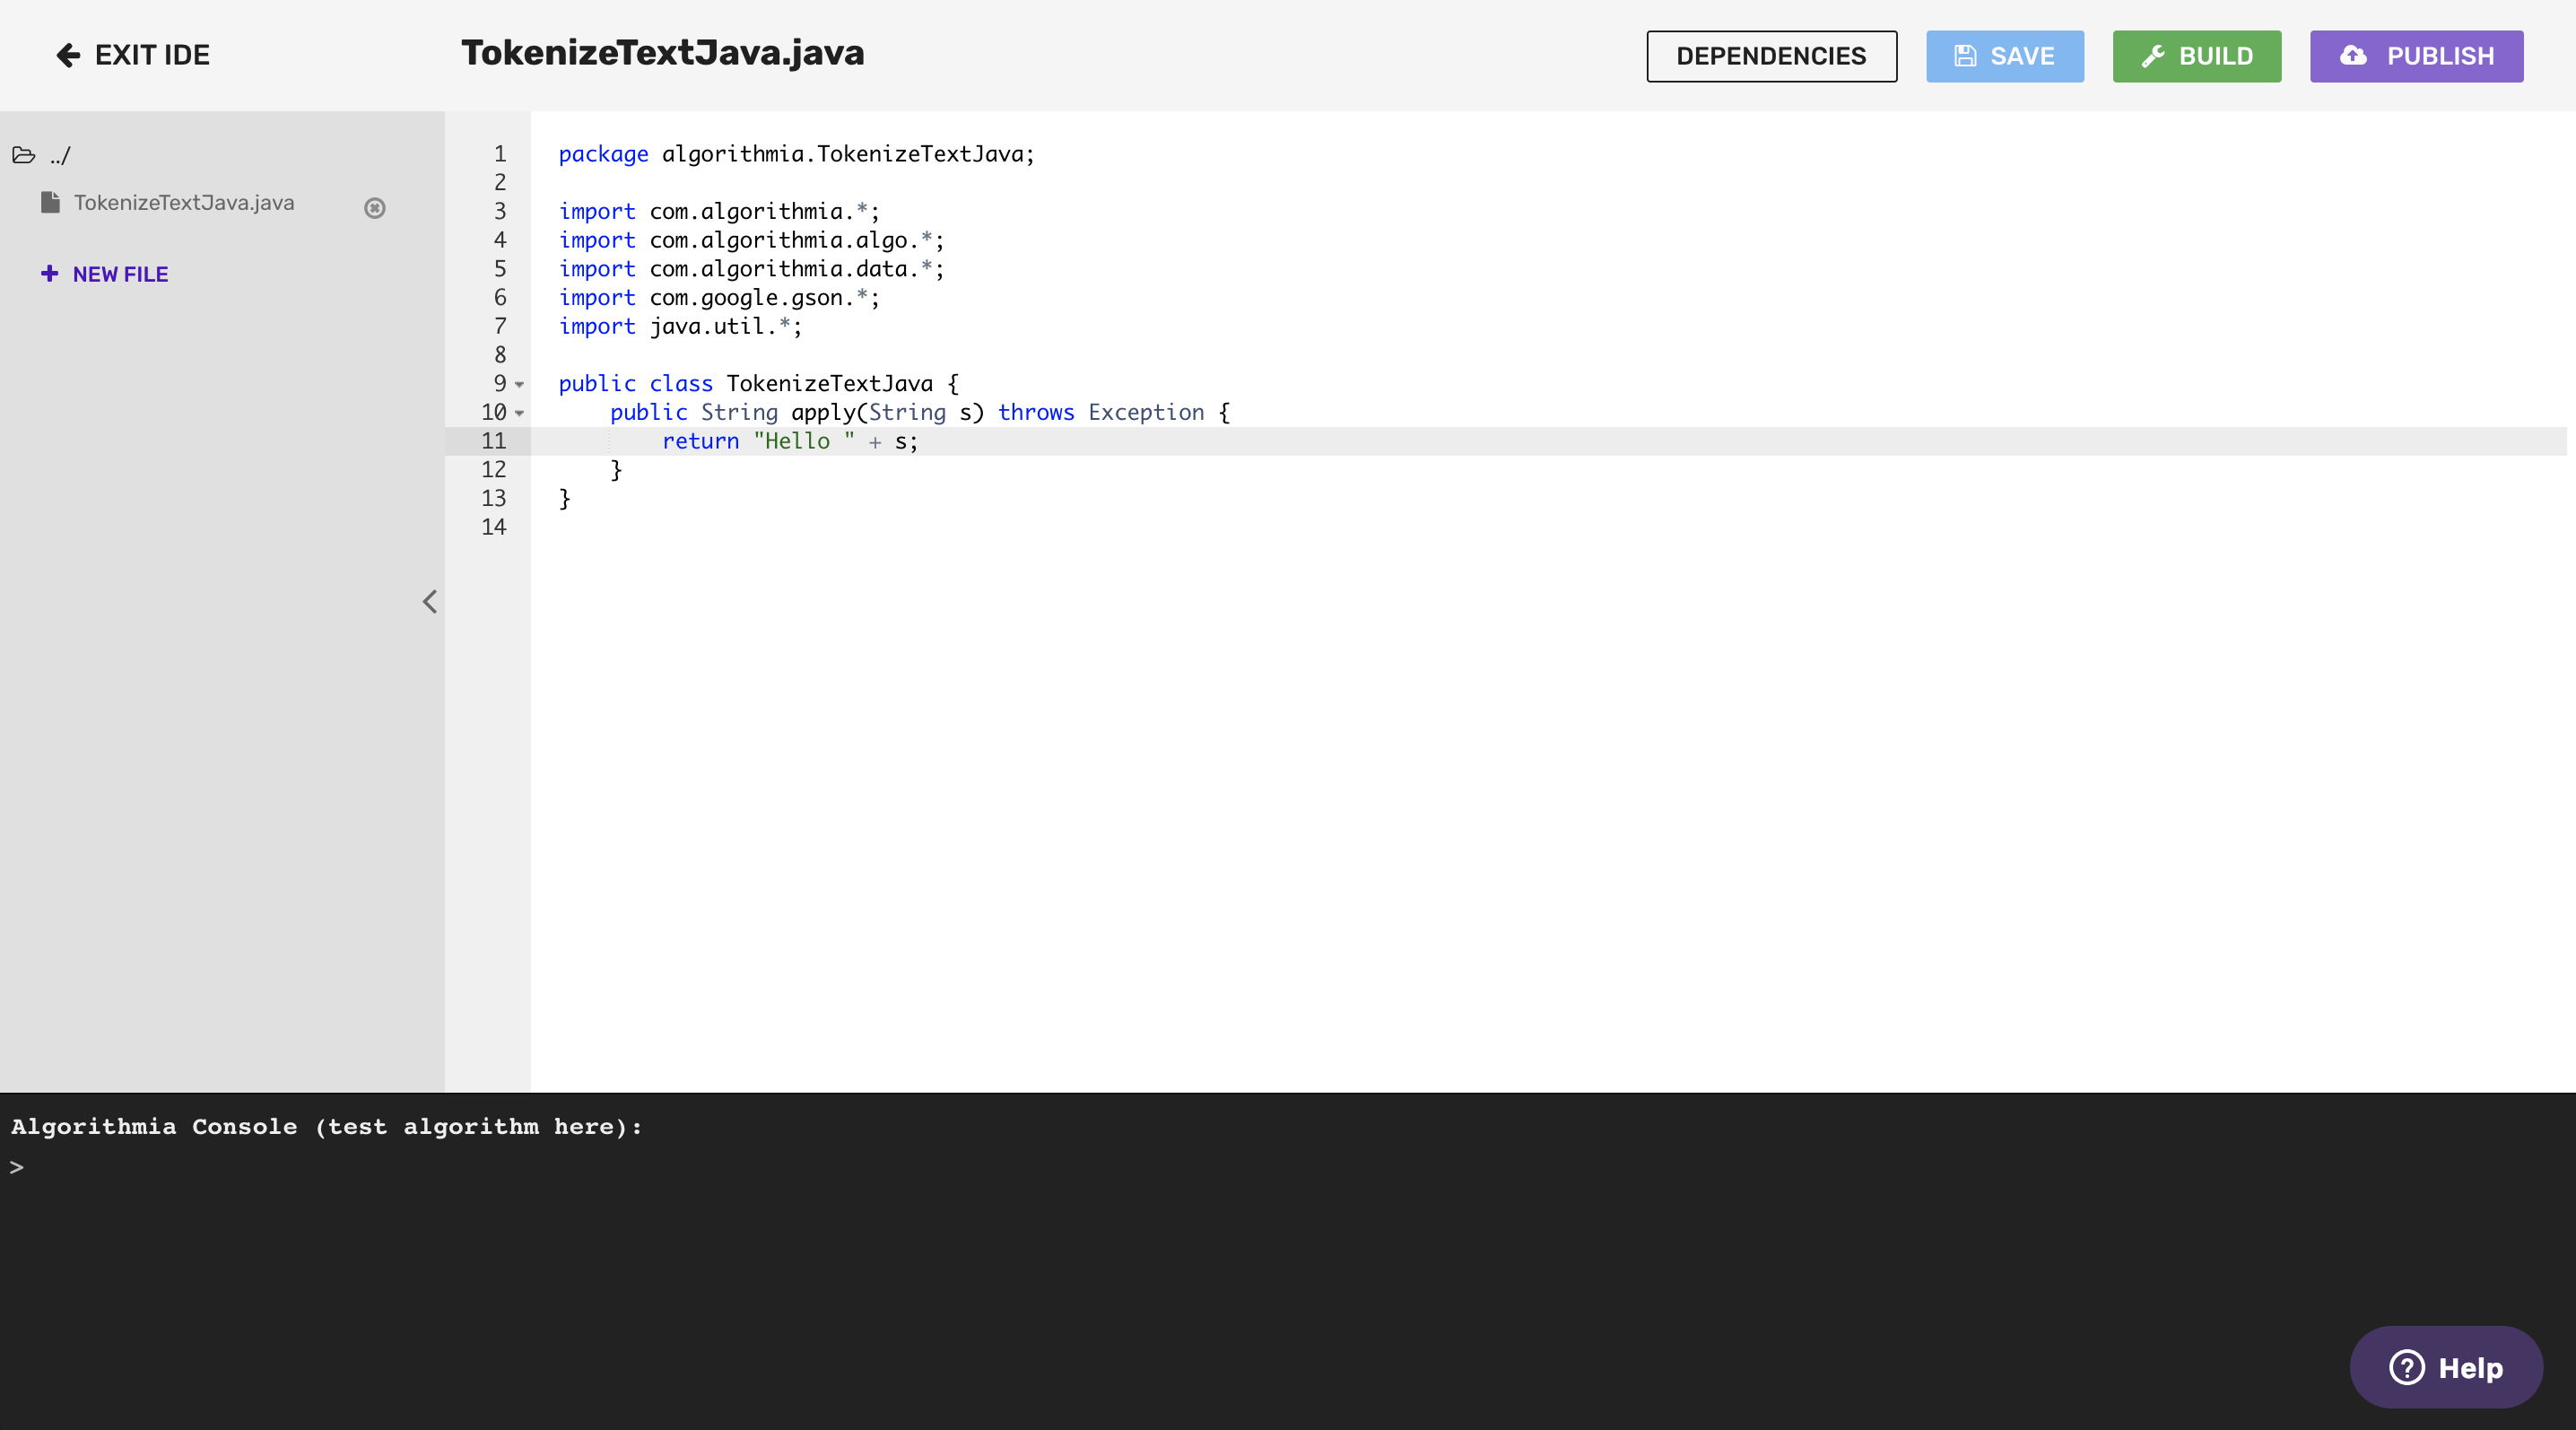 EXIT IDE
TokenizeTextJava.java
DEPENDENCIES
SAVE
BUILD
PUBLISH
../
TokenizeTextJava.java
+ NEW FILE
1 package algorithmia.TokenizeTextJava;
2
3 import com.algorithmia.*;
4 import com.algorithmia.algo.*;
5 import com.algorithmia.data.*;
6 import com.google.gson.*;
7 import java.util.*;
8
9 public class TokenizeTextJava {
10     public String apply(String s) throws Exception {
11         return "Hello " + s;
12     }
13 }
14
Algorithmia Console (test algorithm here):
>
? Help